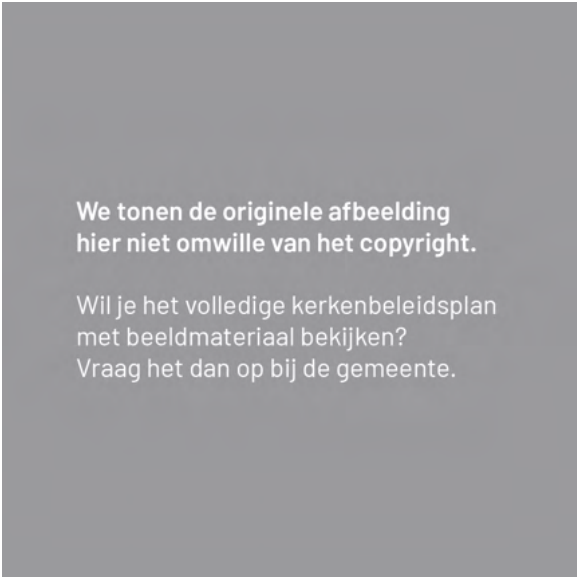 We tonen de originele afbeelding
hier niet omwille van het copyright.
Wil je het volledige kerkenbeleidsplan
met beeldmateriaal bekijken?
Vraag het dan op bij de gemeente.